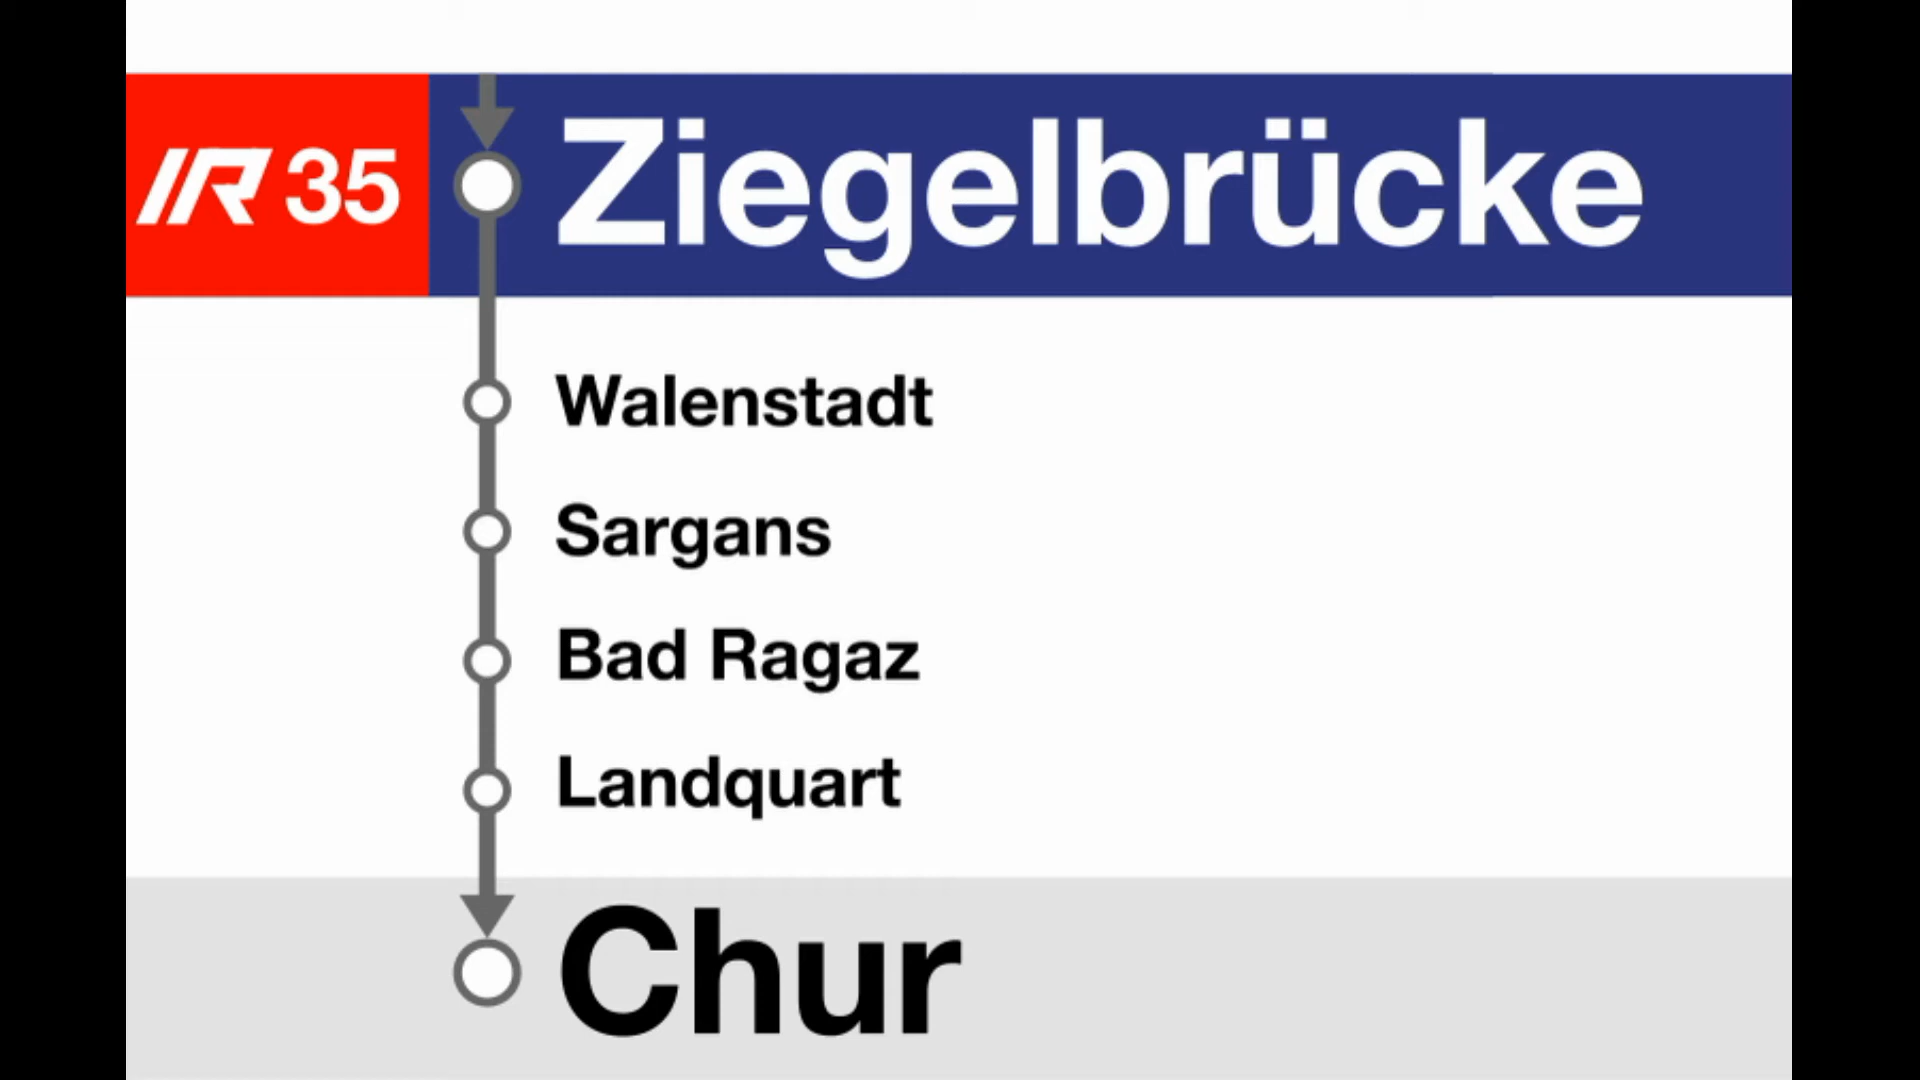 IR 35 Ziegelbrücke
Walenstadt
Sargans
Bad Ragaz
Landquart
Chur